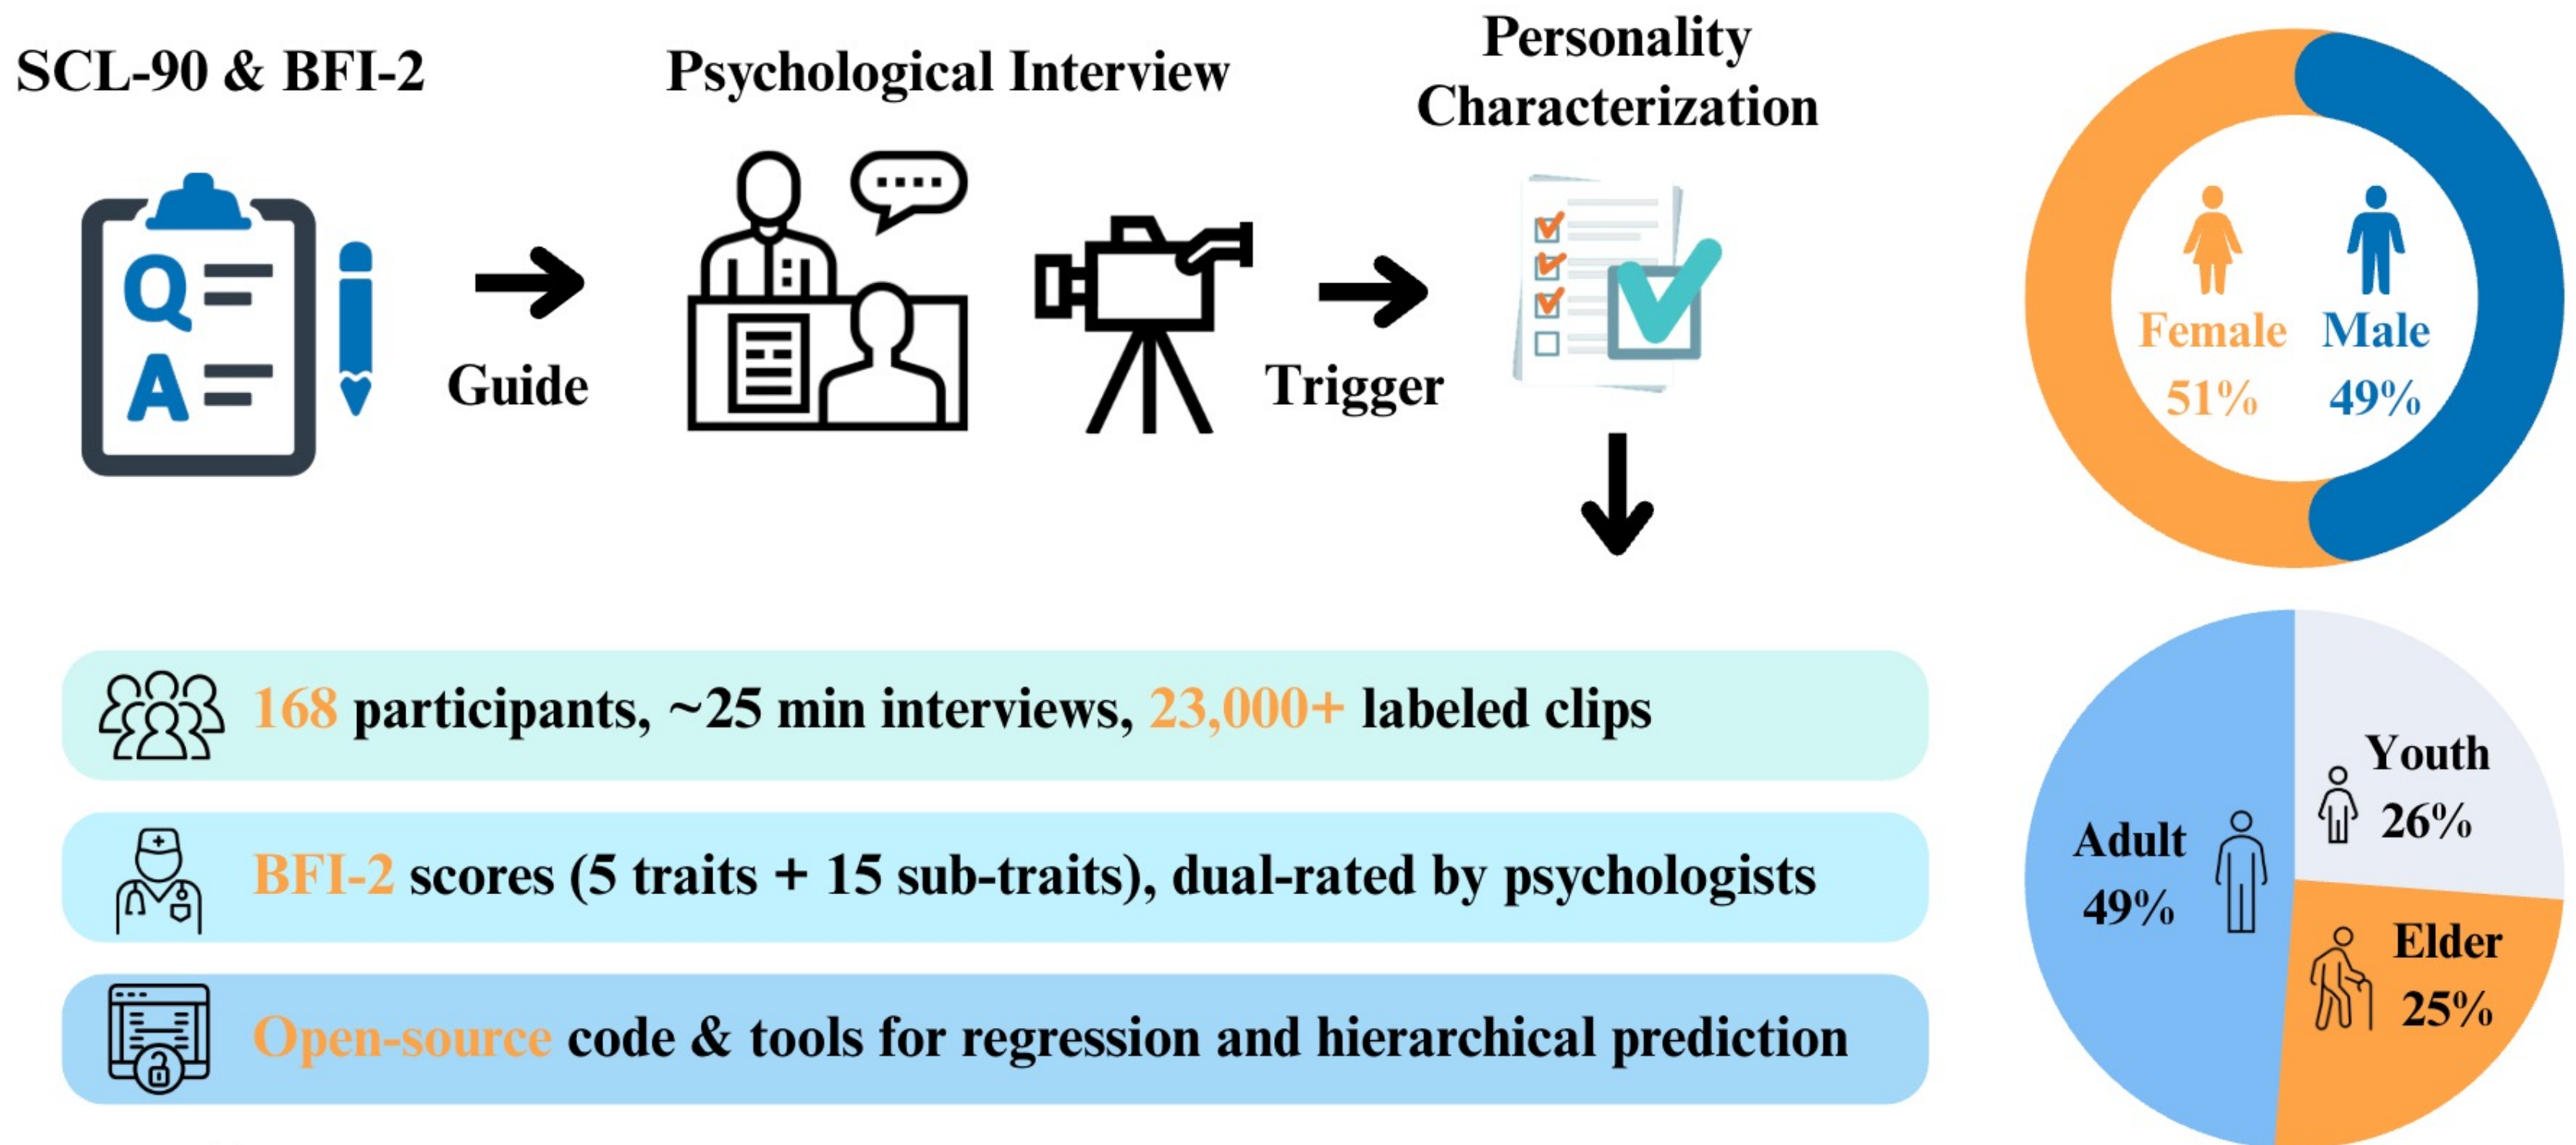 SCL-90 & BFI-2
Psychological Interview
Personality
Characterization
Q
A
Guide
Trigger
Female
51%
Male
49%
168 participants, ~25 min interviews, 23,000+ labeled clips
BFI-2 scores (5 traits + 15 sub-traits), dual-rated by psychologists
Open-source code & tools for regression and hierarchical prediction
Youth
26%
Adult
49%
Elder
25%